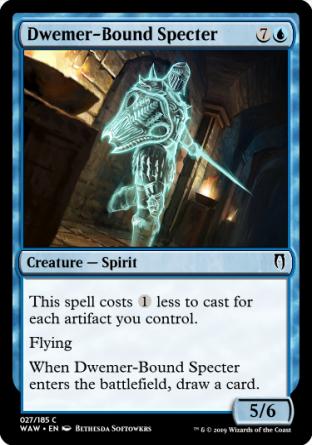 Dwemer-Bound Specter 7
Creature — Spirit
This spell costs 1 less to cast for
each artifact you control.
Flying
When Dwemer-Bound Specter
enters the battlefield, draw a card.
5/6
027/185 C
WAW • EN Bethesda Softowkrs
™ & © 2019 Wizards of the Coast